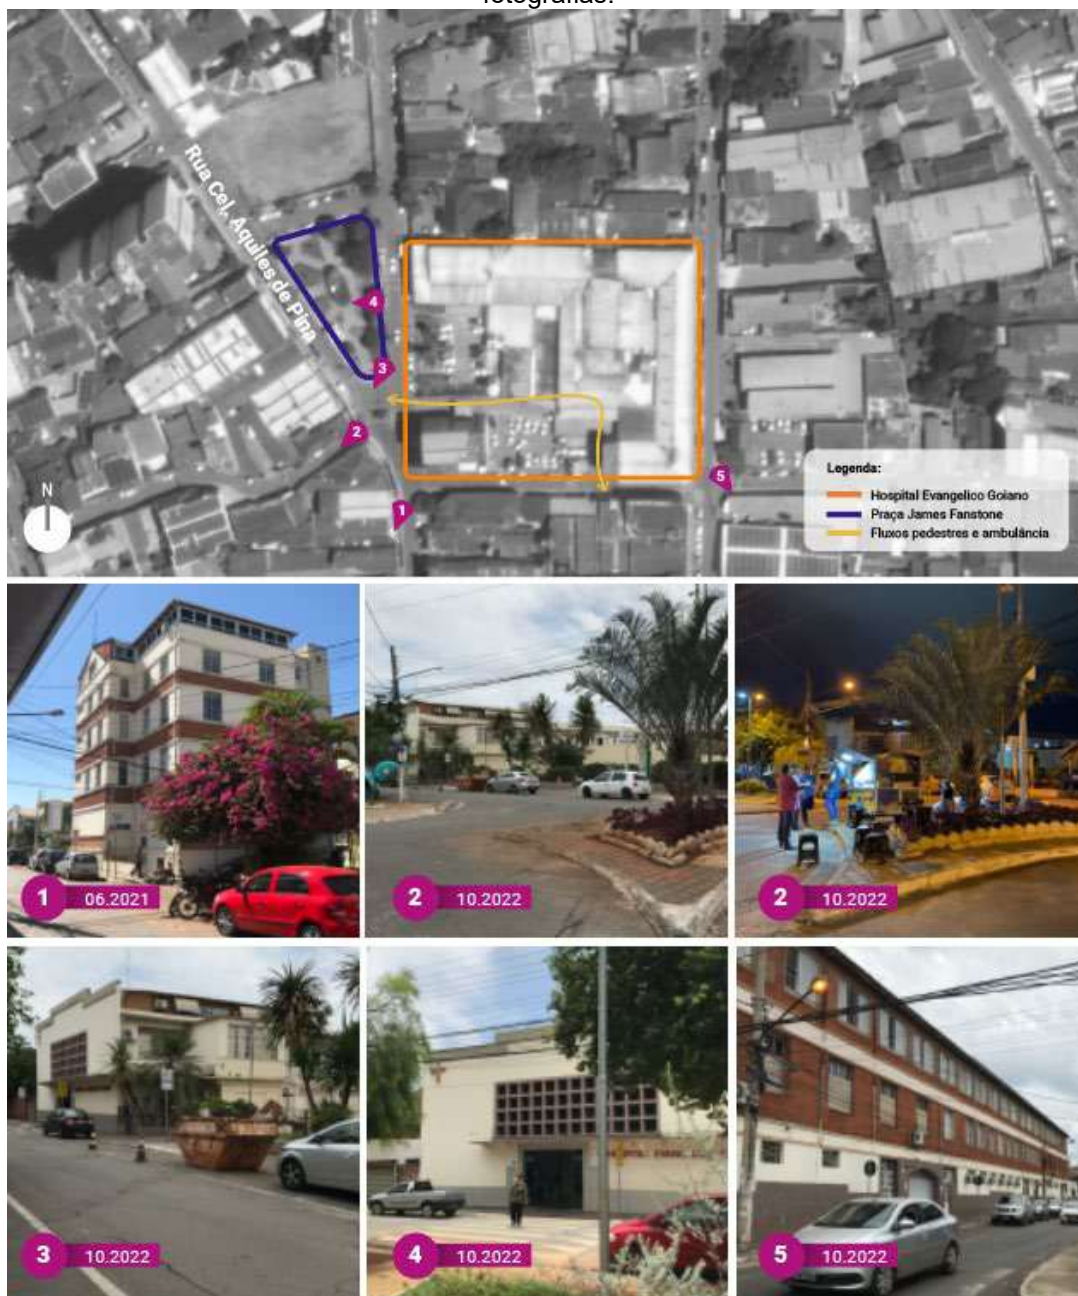 fotografias.
Rua Cel. Aquiles de Pina
4
3
2
5
1
N
Legenda:
Hospital Evangelico Goiano
Praça James Fanstone
Fluxos pedestres e ambulância
1 06.2021
2 10.2022
2 10.2022
3 10.2022
4 10.2022
5 10.2022